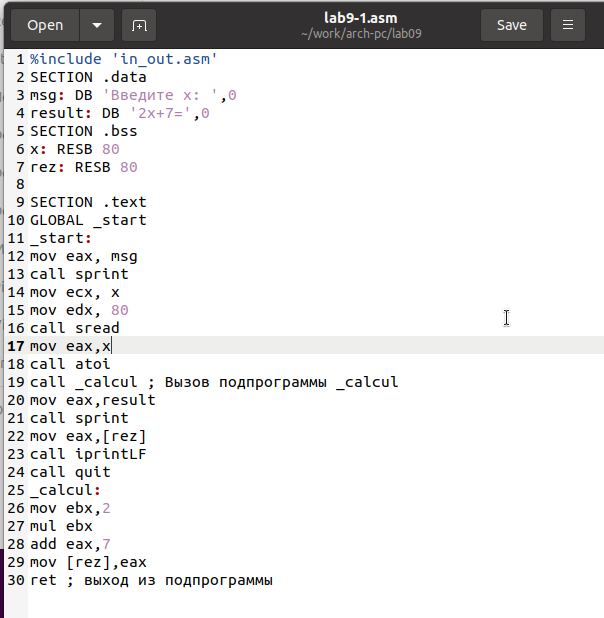 Open
lab9-1.asm
~/work/arch-pc/lab09
Save
1 %include 'in_out.asm'
2 SECTION .data
3 msg: DB 'Введите x: ',0
4 result: DB '2x+7=',0
5 SECTION .bss
6 x: RESB 80
7 rez: RESB 80
8
9 SECTION .text
10 GLOBAL _start
11 _start:
12 mov eax, msg
13 call sprint
14 mov ecx, x
15 mov edx, 80
16 call sread
17 mov eax,x
18 call atoi
19 call _calcul ; Вызов подпрограммы _calcul
20 mov eax,result
21 call sprint
22 mov eax,[rez]
23 call iprintLF
24 call quit
25 _calcul:
26 mov ebx,2
27 mul ebx
28 add eax,7
29 mov [rez],eax
30 ret ; выход из подпрограммы